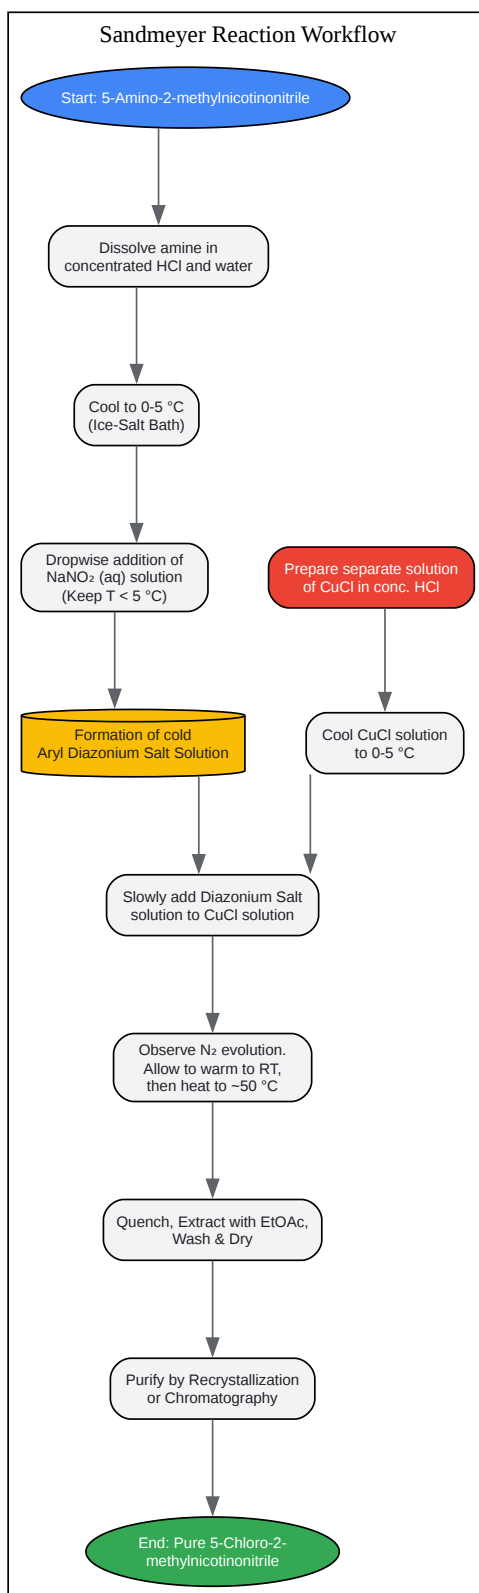 Sandmeyer Reaction Workflow
Start: 5-Amino-2-methylnicotinonitrile
Dissolve amine in
concentrated HCl and water
Cool to 0-5 °C
(Ice-Salt Bath)
Dropwise addition of
NaNO₂ (aq) solution
(Keep T < 5 °C)
Prepare separate solution
of CuCl in conc. HCl
Formation of cold
Aryl Diazonium Salt Solution
Cool CuCl solution
to 0-5 °C
Slowly add Diazonium Salt
solution to CuCl solution
Observe N₂ evolution.
Allow to warm to RT,
then heat to ~50 °C
Quench, Extract with EtOAc,
Wash & Dry
Purify by Recrystallization
or Chromatography
End: Pure 5-Chloro-2-
methylnicotinonitrile